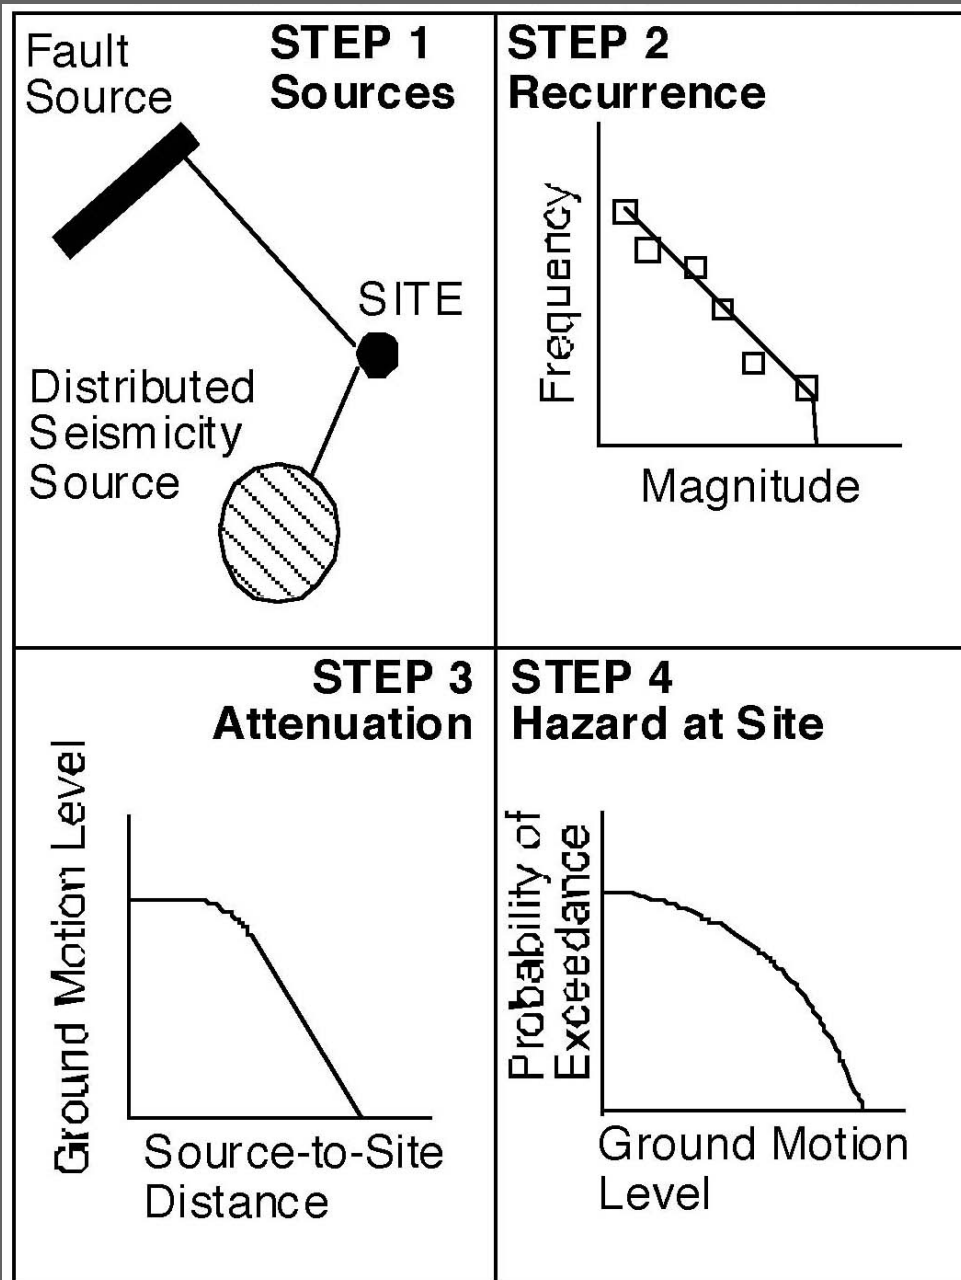 Fault
Source
STEP 1
Sources
SITE
Distributed
Seismicity
Source
STEP 2
Recurrence
Frequency
Magnitude
STEP 3
Attenuation
Ground Motion Level
Source-to-Site
Distance
STEP 4
Hazard at Site
Probability of
Exceedance
Ground Motion
Level